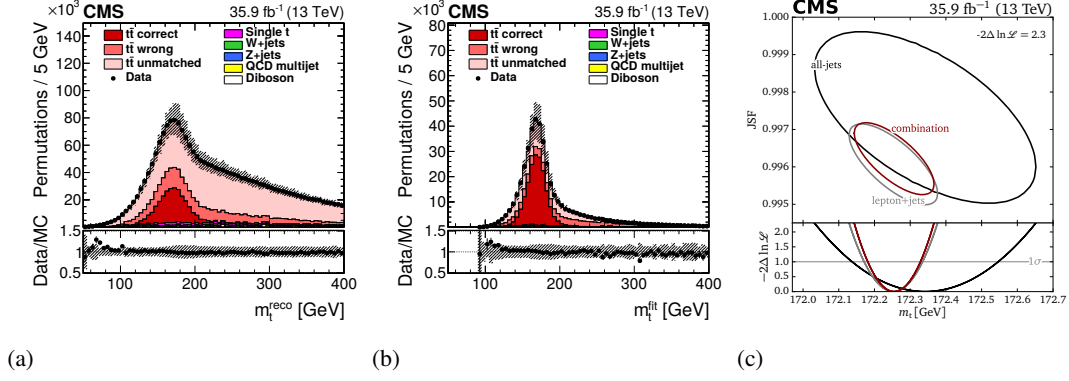 CMS 35.9 fb⁻¹ (13 TeV)
×10³
Permutations / 5 GeV
140
120
100
80
60
40
20
tt̄ correct
tt̄ wrong
tt̄ unmatched
Data
Single t
W+jets
Z+jets
QCD multijet
Diboson
Data/MC
1.5
1
0.5
100 200 300 400
m_t^reco [GeV]
(a)
CMS 35.9 fb⁻¹ (13 TeV)
×10³
Permutations / 5 GeV
80
70
60
50
40
30
20
10
tt̄ correct
tt̄ wrong
tt̄ unmatched
Data
Single t
W+jets
Z+jets
QCD multijet
Diboson
Data/MC
1.5
1
0.5
100 200 300 400
m_t^fit [GeV]
(b)
CMS 35.9 fb⁻¹ (13 TeV)
-2Δ ln ℒ = 2.3
JSF
1.000
0.999
0.998
0.997
0.996
0.995
all-jets
combination
lepton+jets
−2Δ ln ℒ
2.0
1.5
1.0
0.5
0.0
1σ
172.0 172.1 172.2 172.3 172.4 172.5 172.6 172.7
m_t [GeV]
(c)